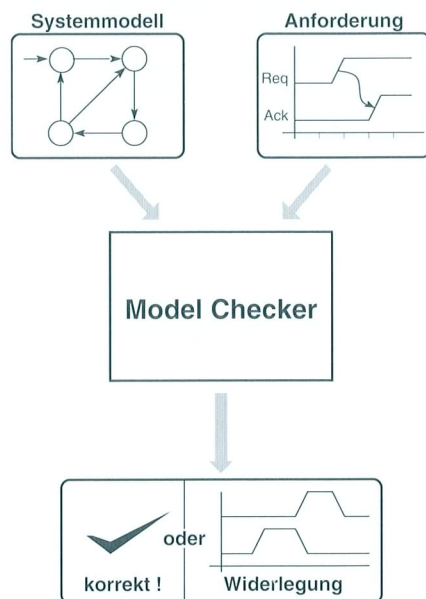 Systemmodell
Anforderung
Req
Ack
Model Checker
oder
korrekt !
Widerlegung